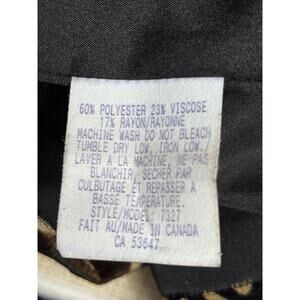 60% POLYESTER 23% VISCOSE
17% RAYON/RAYONNE
MACHINE WASH DO NOT BLEACH
TUMBLE DRY LOW, IRON LOW./
LAVER A LA MACHINE, NE PAS
BLANCHIR, SECHER PAR
CULBUTAGE ET REPASSER A
BASSE TEMPERATURE.
STYLE/MODEL: 7327
FAIT AU/MADE IN CANADA
CA 53647